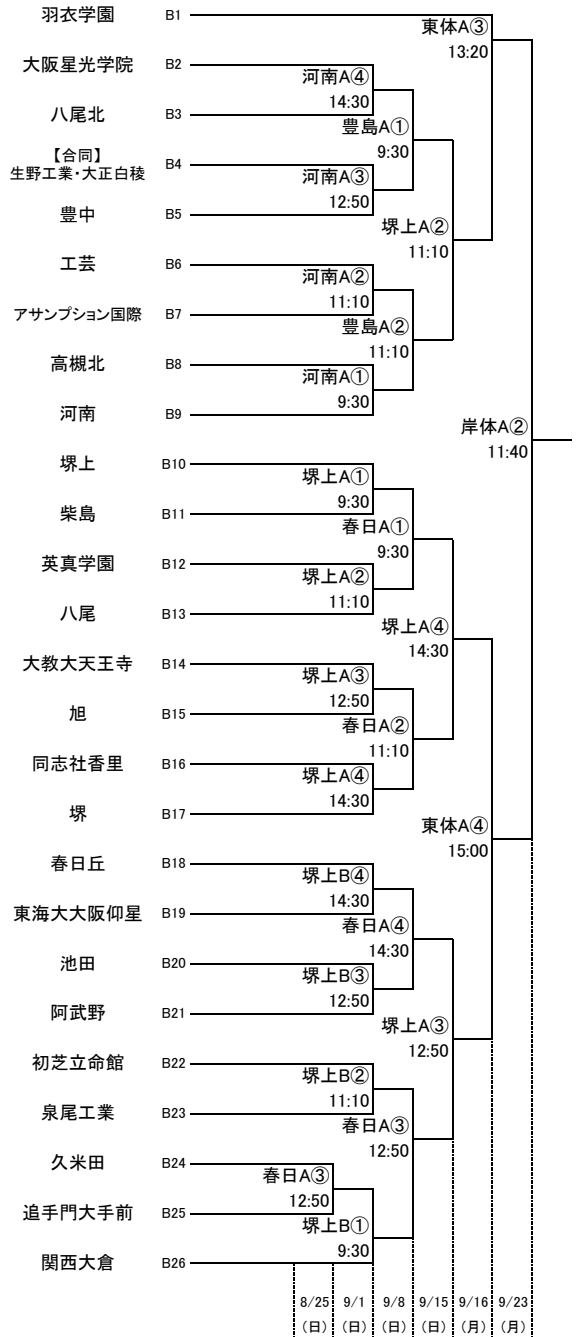 羽衣学園 B1
東体A③
13:20
大阪星光学院 B2
河南A④
14:30
八尾北 B3
豊島A①
9:30
【合同】
生野工業・大正白稜 B4
河南A③
12:50
豊中 B5
堺上A②
11:10
工芸 B6
河南A②
11:10
アサンプション国際 B7
豊島A②
11:10
高槻北 B8
河南A①
9:30
河南 B9
岸体A②
11:40
堺上 B10
堺上A①
9:30
柴島 B11
春日A①
9:30
英真学園 B12
堺上A②
11:10
八尾 B13
堺上A④
14:30
大教大天王寺 B14
堺上A③
12:50
旭 B15
春日A②
11:10
同志社香里 B16
堺上A④
14:30
堺 B17
東体A④
15:00
春日丘 B18
堺上B④
14:30
東海大大阪仰星 B19
春日A④
14:30
池田 B20
堺上B③
12:50
阿武野 B21
堺上A③
12:50
初芝立命館 B22
堺上B②
11:10
泉尾工業 B23
春日A③
12:50
久米田 B24
春日A③
12:50
追手門大手前 B25
堺上B①
9:30
関西大倉 B26
8/25 9/1 9/8 9/15 9/16 9/23
（日） （日） （日） （日） （月） （月）